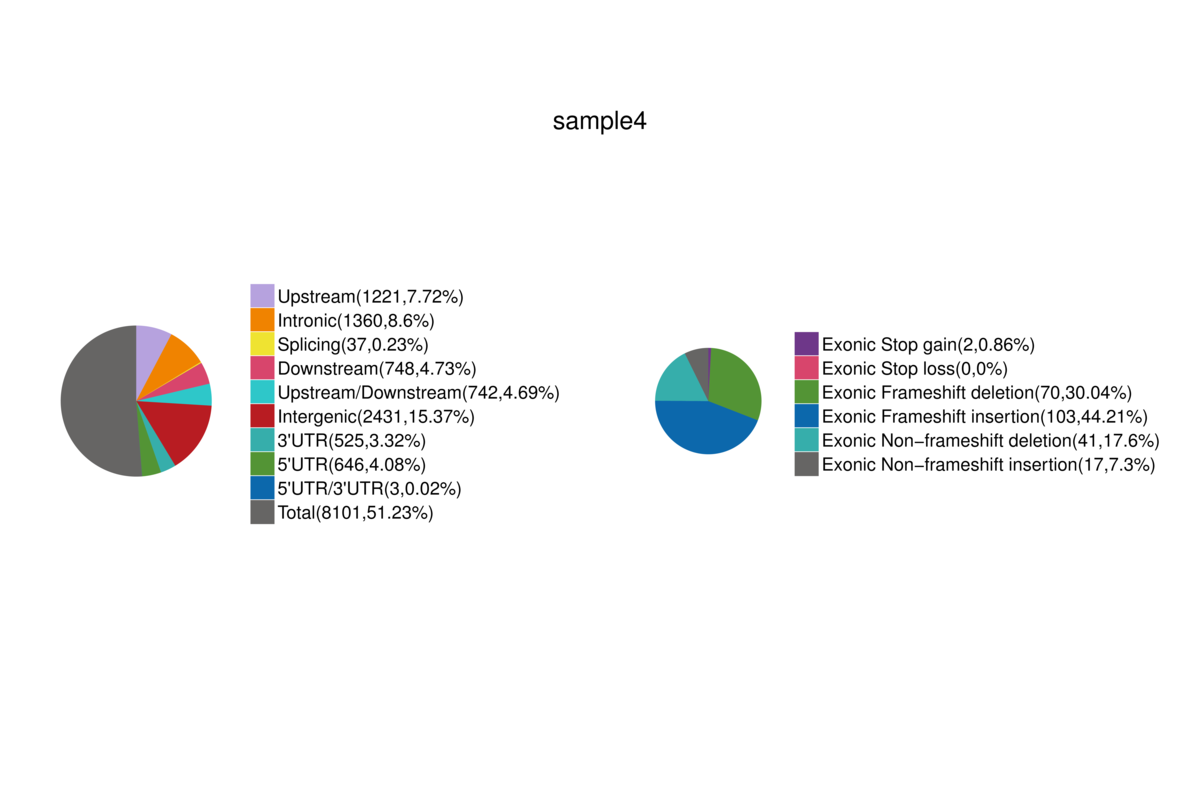 sample4
Upstream(1221,7.72%)
Intronic(1360,8.6%)
Splicing(37,0.23%)
Downstream(748,4.73%)
Upstream/Downstream(742,4.69%)
Intergenic(2431,15.37%)
3'UTR(525,3.32%)
5'UTR(646,4.08%)
5'UTR/3'UTR(3,0.02%)
Total(8101,51.23%)
Exonic Stop gain(2,0.86%)
Exonic Stop loss(0,0%)
Exonic Frameshift deletion(70,30.04%)
Exonic Frameshift insertion(103,44.21%)
Exonic Non−frameshift deletion(41,17.6%)
Exonic Non−frameshift insertion(17,7.3%)